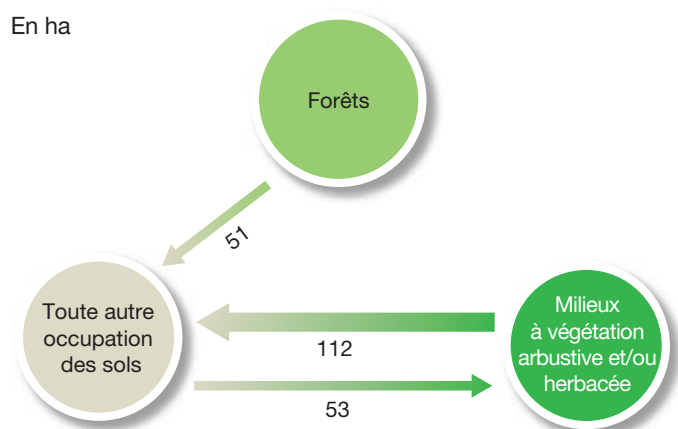 En ha
Forêts
51
Toute autre
occupation
des sols
112
53
Milieux
à végétation
arbustive et/ou
herbacée